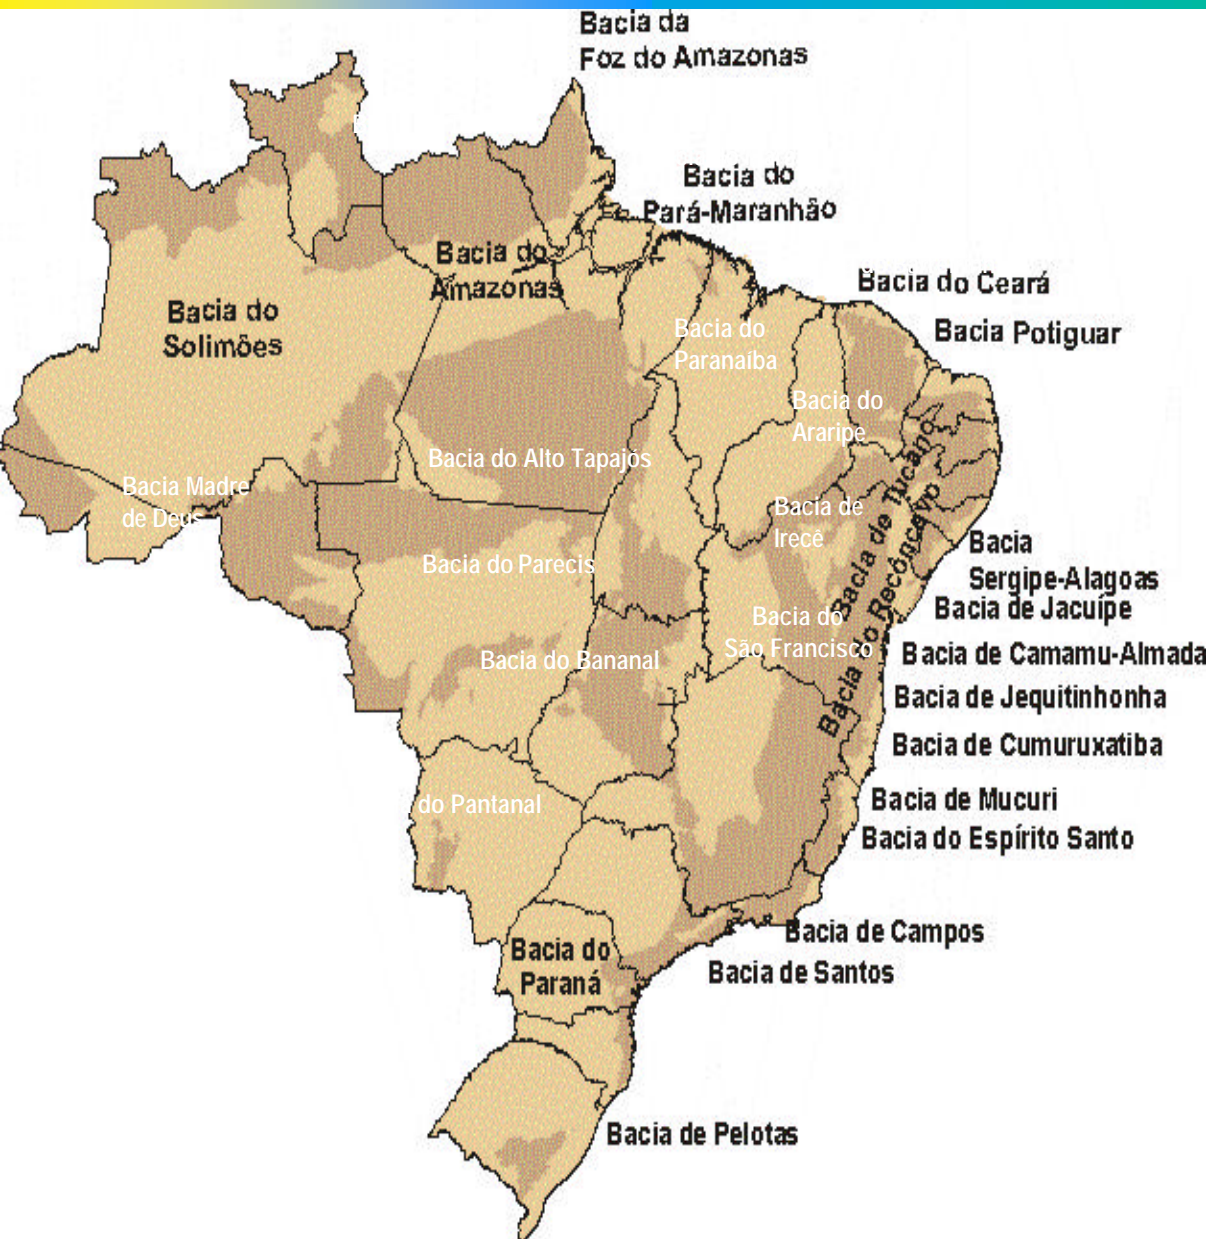 Bacia da
Foz do Amazonas
Bacia do
Pará-Maranhão
Bacia do
Amazonas
Bacia do Ceará
Bacia do
Solimões
Bacia Potiguar
Bacia do
Paranaíba
Bacia do
Araripe
Bacia do Alto Tapajós
Bacia Madre
de Deus
Bacia de Tucano
Bacia do Recôncavo
Bacia de
Irecê
Bacia
Sergipe-Alagoas
Bacia do Parecis
Bacia de Jacuípe
Bacia do
São Francisco
Bacia do Bananal
Bacia de Camamu-Almada
Bacia de Jequitinhonha
Bacia de Cumuruxatiba
do Pantanal
Bacia de Mucuri
Bacia do Espírito Santo
Bacia de Campos
Bacia do
Paraná
Bacia de Santos
Bacia de Pelotas